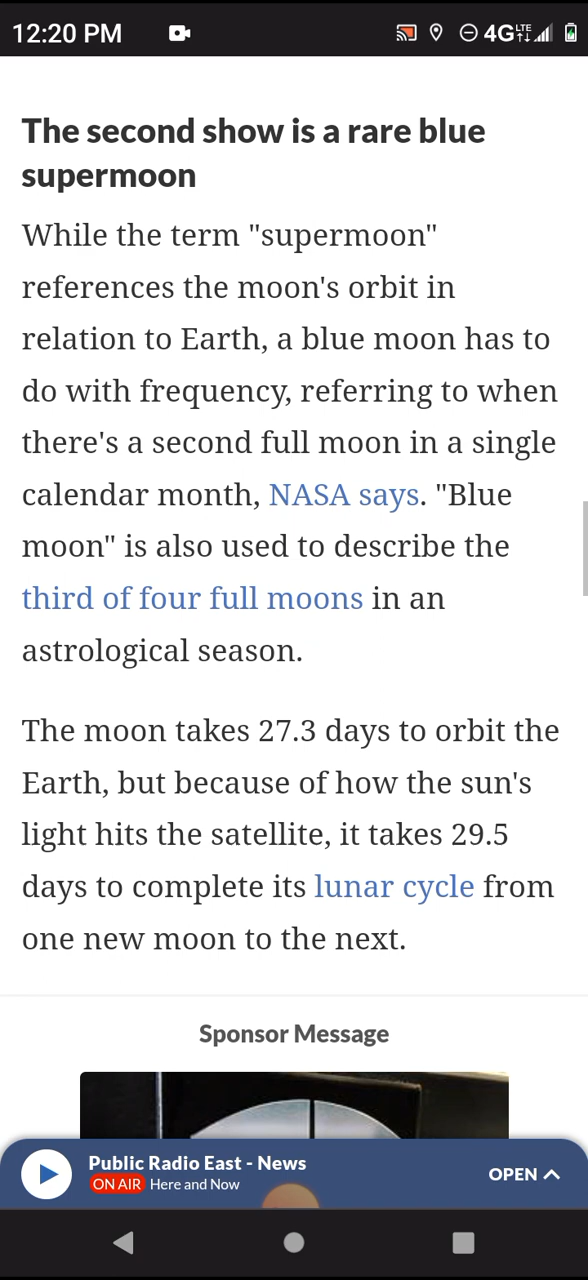 12:20 PM
4G LTE
The second show is a rare blue
supermoon
While the term "supermoon"
references the moon's orbit in
relation to Earth, a blue moon has to
do with frequency, referring to when
there's a second full moon in a single
calendar month, NASA says. "Blue
moon" is also used to describe the
third of four full moons in an
astrological season.
The moon takes 27.3 days to orbit the
Earth, but because of how the sun's
light hits the satellite, it takes 29.5
days to complete its lunar cycle from
one new moon to the next.
Sponsor Message
Public Radio East - News
ON AIR Here and Now
OPEN